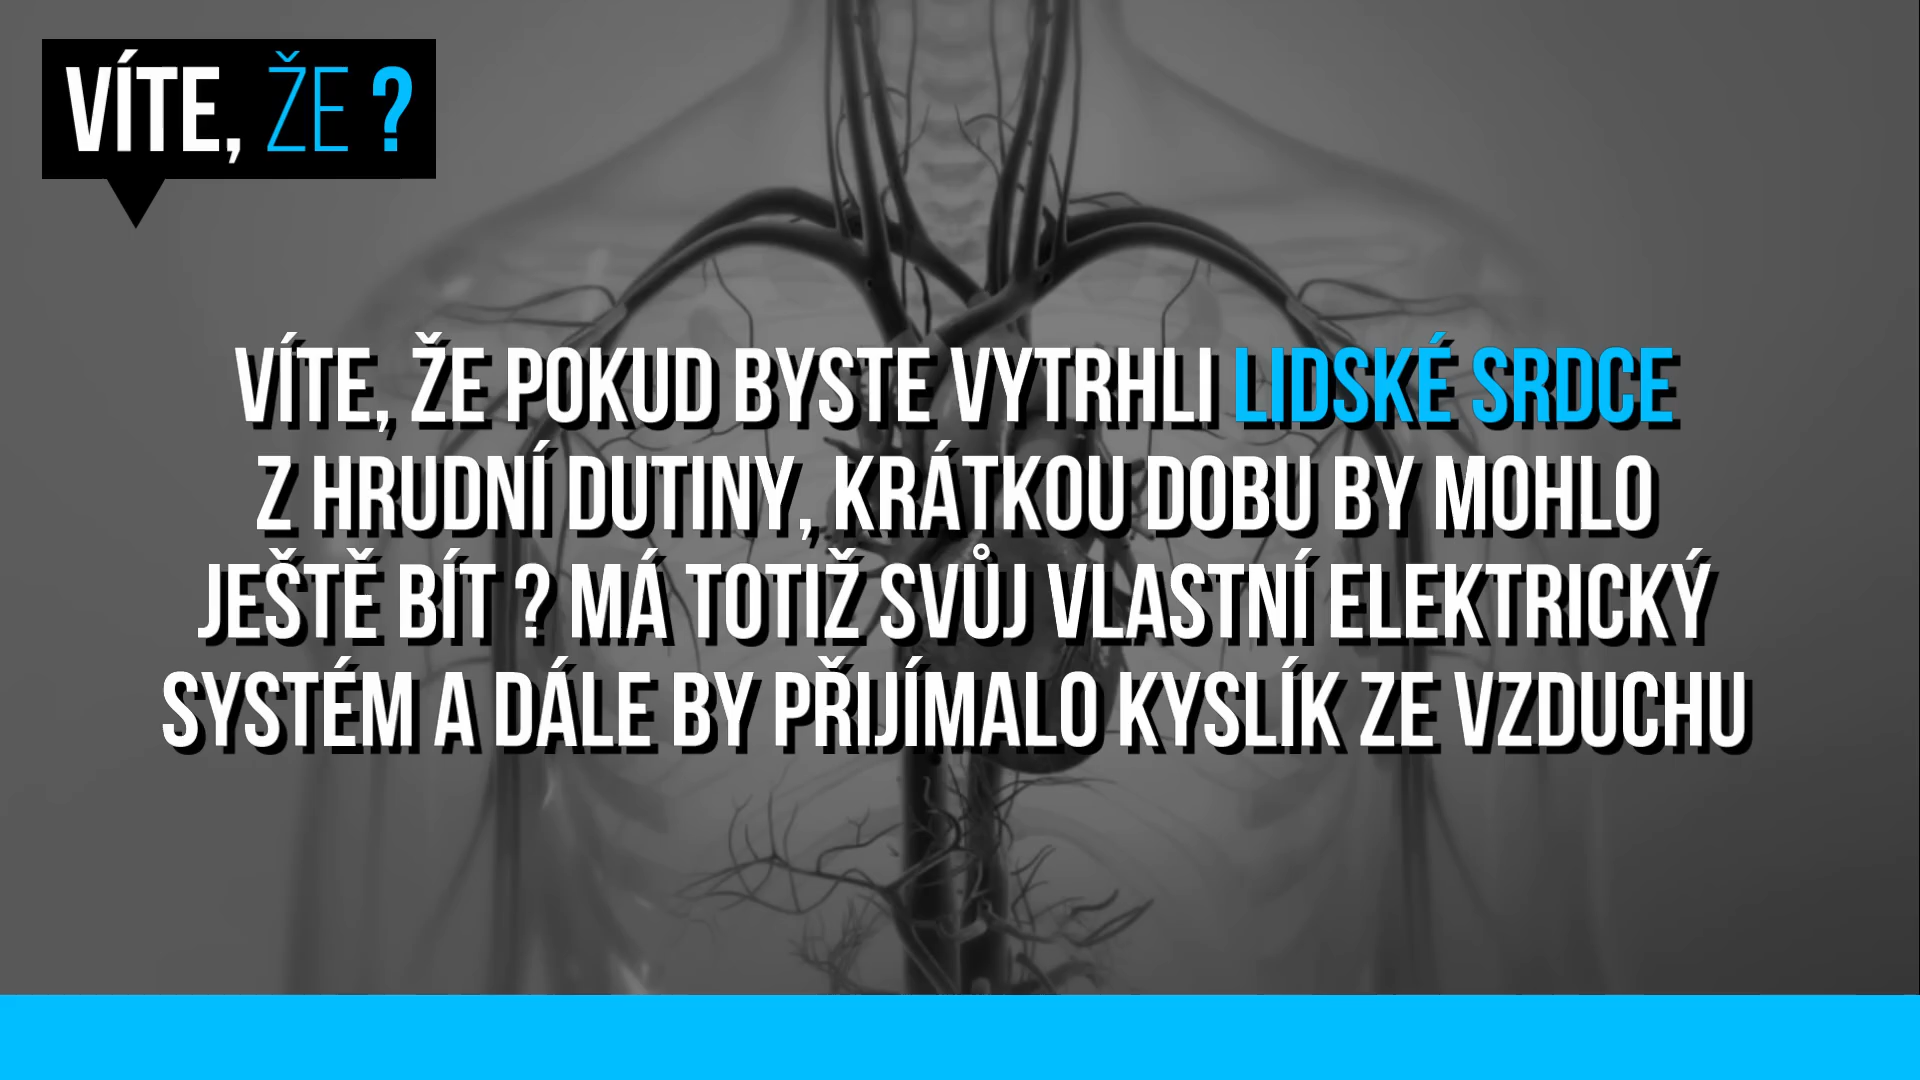 VÍTE, ŽE ?
VÍTE, ŽE POKUD BYSTE VYTRHLI LIDSKÉ SRDCE
Z HRUDNÍ DUTINY, KRÁTKOU DOBU BY MOHLO
JEŠTĚ BÍT ? MÁ TOTIŽ SVŮJ VLASTNÍ ELEKTRICKÝ
SYSTÉM A DÁLE BY PŘIJÍMALO KYSLÍK ZE VZDUCHU